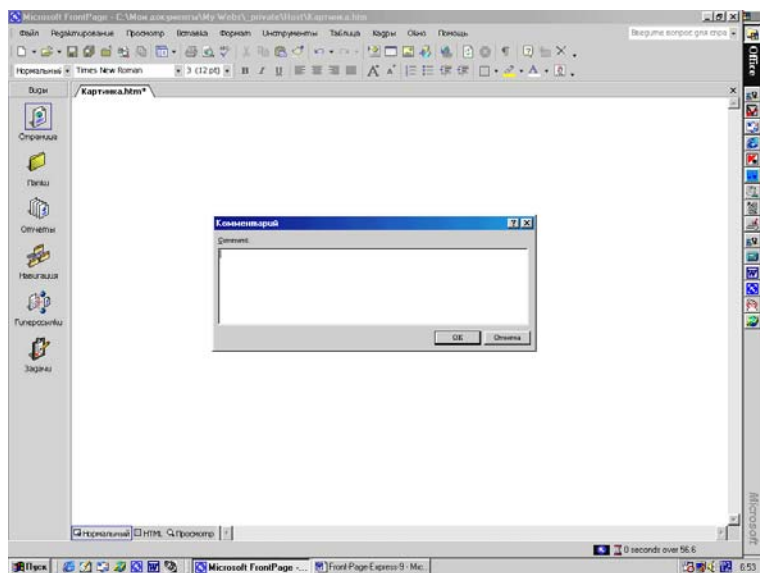 Microsoft FrontPage - C:\Мои документы\My Webs\_private\Host\Картинка.htm
Файл Редактирование Просмотр Вставка Формат Инструменты Таблица Кадры Окно Помощь
Введите вопрос для спра
Нормальный Times New Roman 3 (12 pt)
Виды
Картинка.htm*
Страница
Папки
Отчёты
Навигация
Гиперссылки
Задачи
Комментарий
Comment:
OK Отмена
Нормальный HTML Просмотр
0 seconds over 56.6
Пуск Microsoft FrontPage -... Front-Page-Express-9 - Mic... 6:53
Office
Microsoft